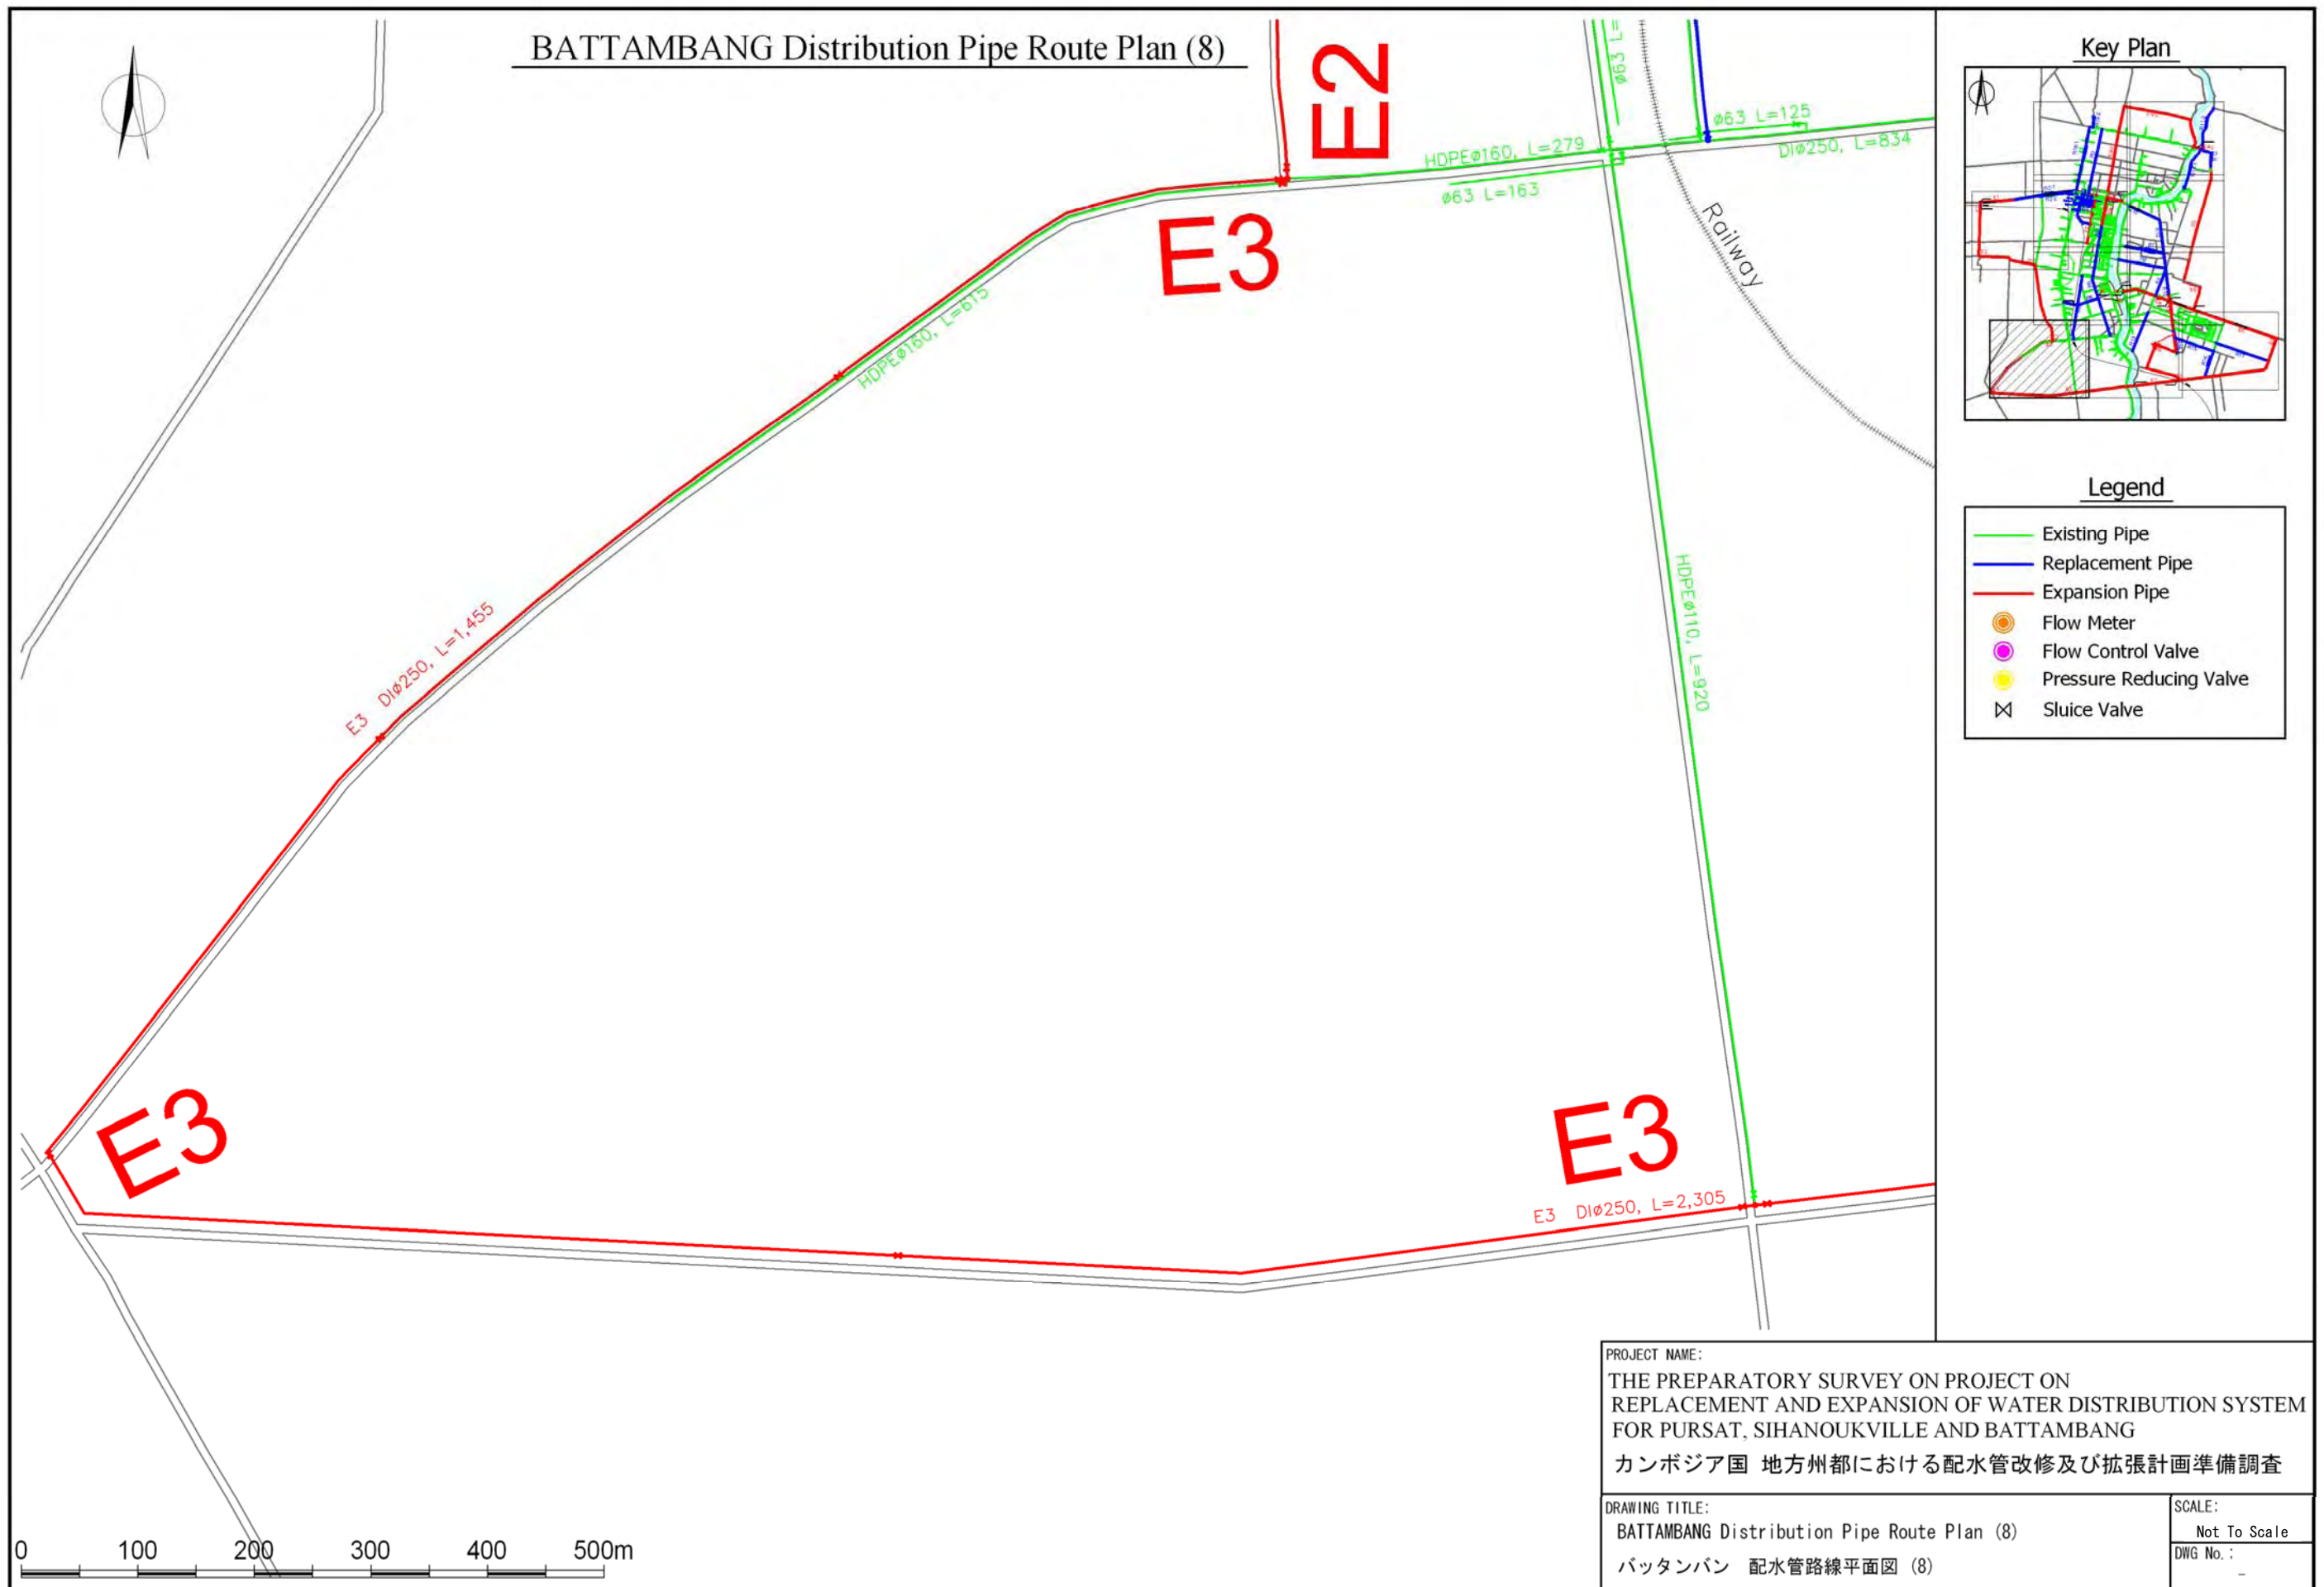 BATTAMBANG Distribution Pipe Route Plan (8)
E2
ø63 L=
ø63 L=125
HDPEø160, L=279
DIø250, L=834
ø63 L=163
E3
Railway
HDPEø160, L=615
E3 DIø250, L=1,455
HDPEø110, L=920
E3
E3
E3 DIø250, L=2,305
0 100 200 300 400 500m
Key Plan
Legend
Existing Pipe
Replacement Pipe
Expansion Pipe
Flow Meter
Flow Control Valve
Pressure Reducing Valve
Sluice Valve
PROJECT NAME:
THE PREPARATORY SURVEY ON PROJECT ON
REPLACEMENT AND EXPANSION OF WATER DISTRIBUTION SYSTEM
FOR PURSAT, SIHANOUKVILLE AND BATTAMBANG
カンボジア国 地方州都における配水管改修及び拡張計画準備調査
DRAWING TITLE:
BATTAMBANG Distribution Pipe Route Plan (8)
バッタンバン 配水管路線平面図 (8)
SCALE:
Not To Scale
DWG No.:
–